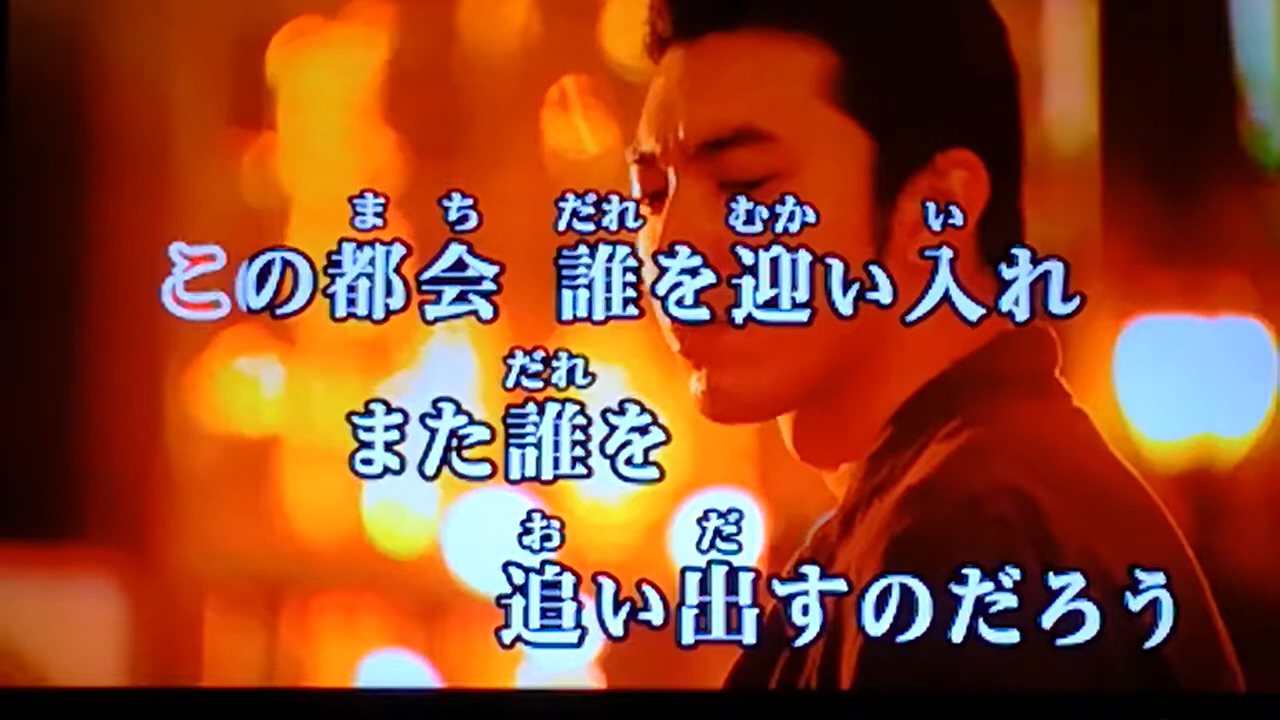 ま ち だれ むか い
この都会 誰を迎い入れ
だれ
また誰を
お だ
追い出すのだろう